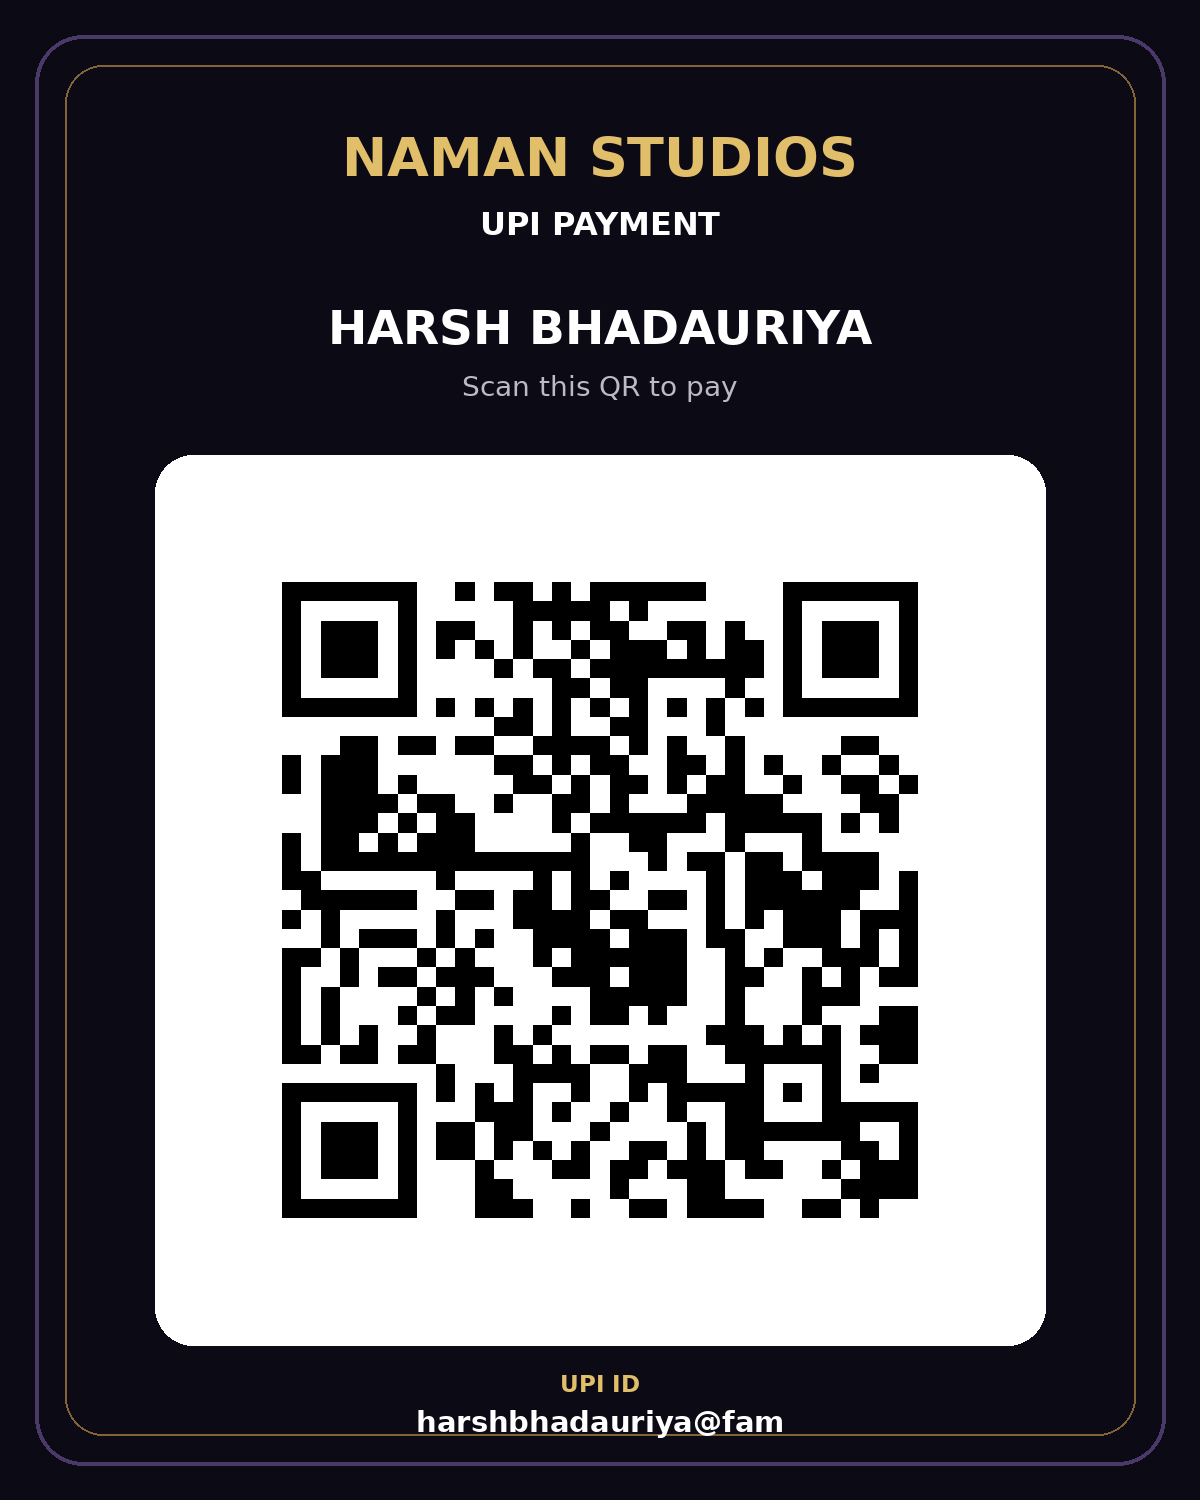 NAMAN STUDIOS
UPI PAYMENT
HARSH BHADAURIYA
Scan this QR to pay
UPI ID
harshbhadauriya@fam